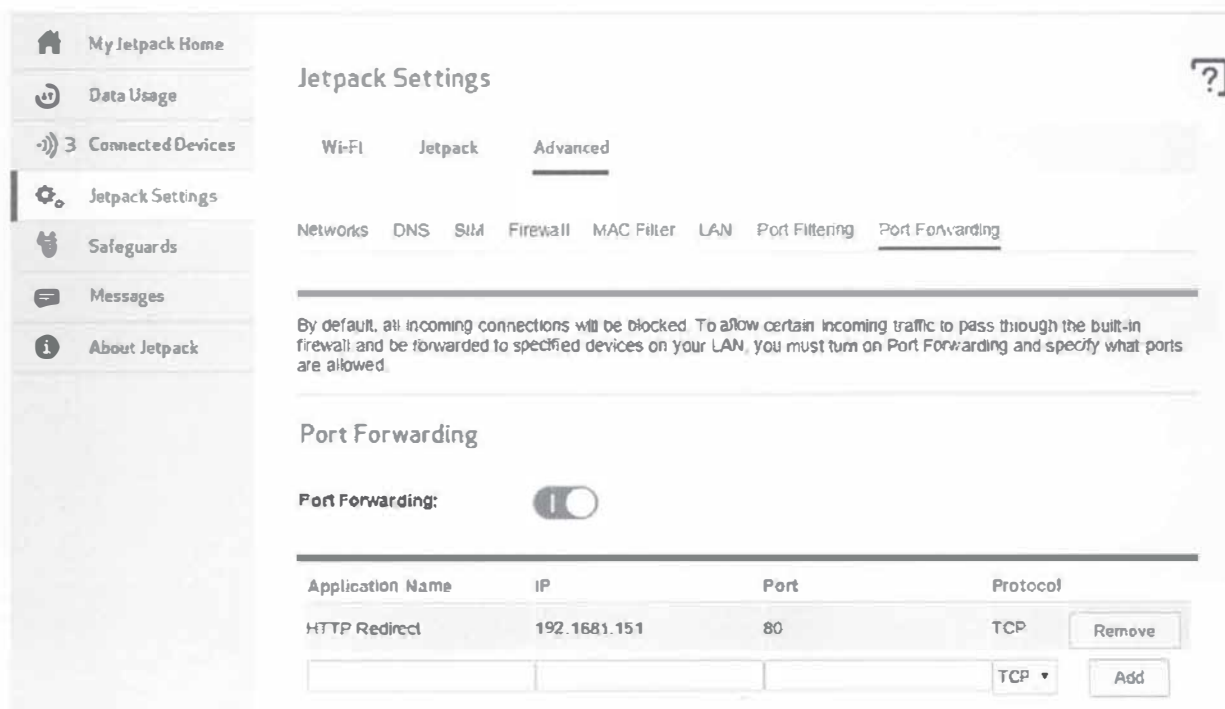 My Jetpack Home
Data Usage
3 Connected Devices
Jetpack Settings
Safeguards
Messages
About Jetpack
Jetpack Settings
?
Wi-Fi Jetpack Advanced
Networks DNS SIM Firewall MAC Filter LAN Port Filtering Port Forwarding
By default, all incoming connections will be blocked. To allow certain incoming traffic to pass through the built-in
firewall and be forwarded to specified devices on your LAN, you must turn on Port Forwarding and specify what ports
are allowed.
Port Forwarding
Port Forwarding:
Application Name IP Port Protocol
HTTP Redirect 192.1681.151 80 TCP Remove
TCP Add